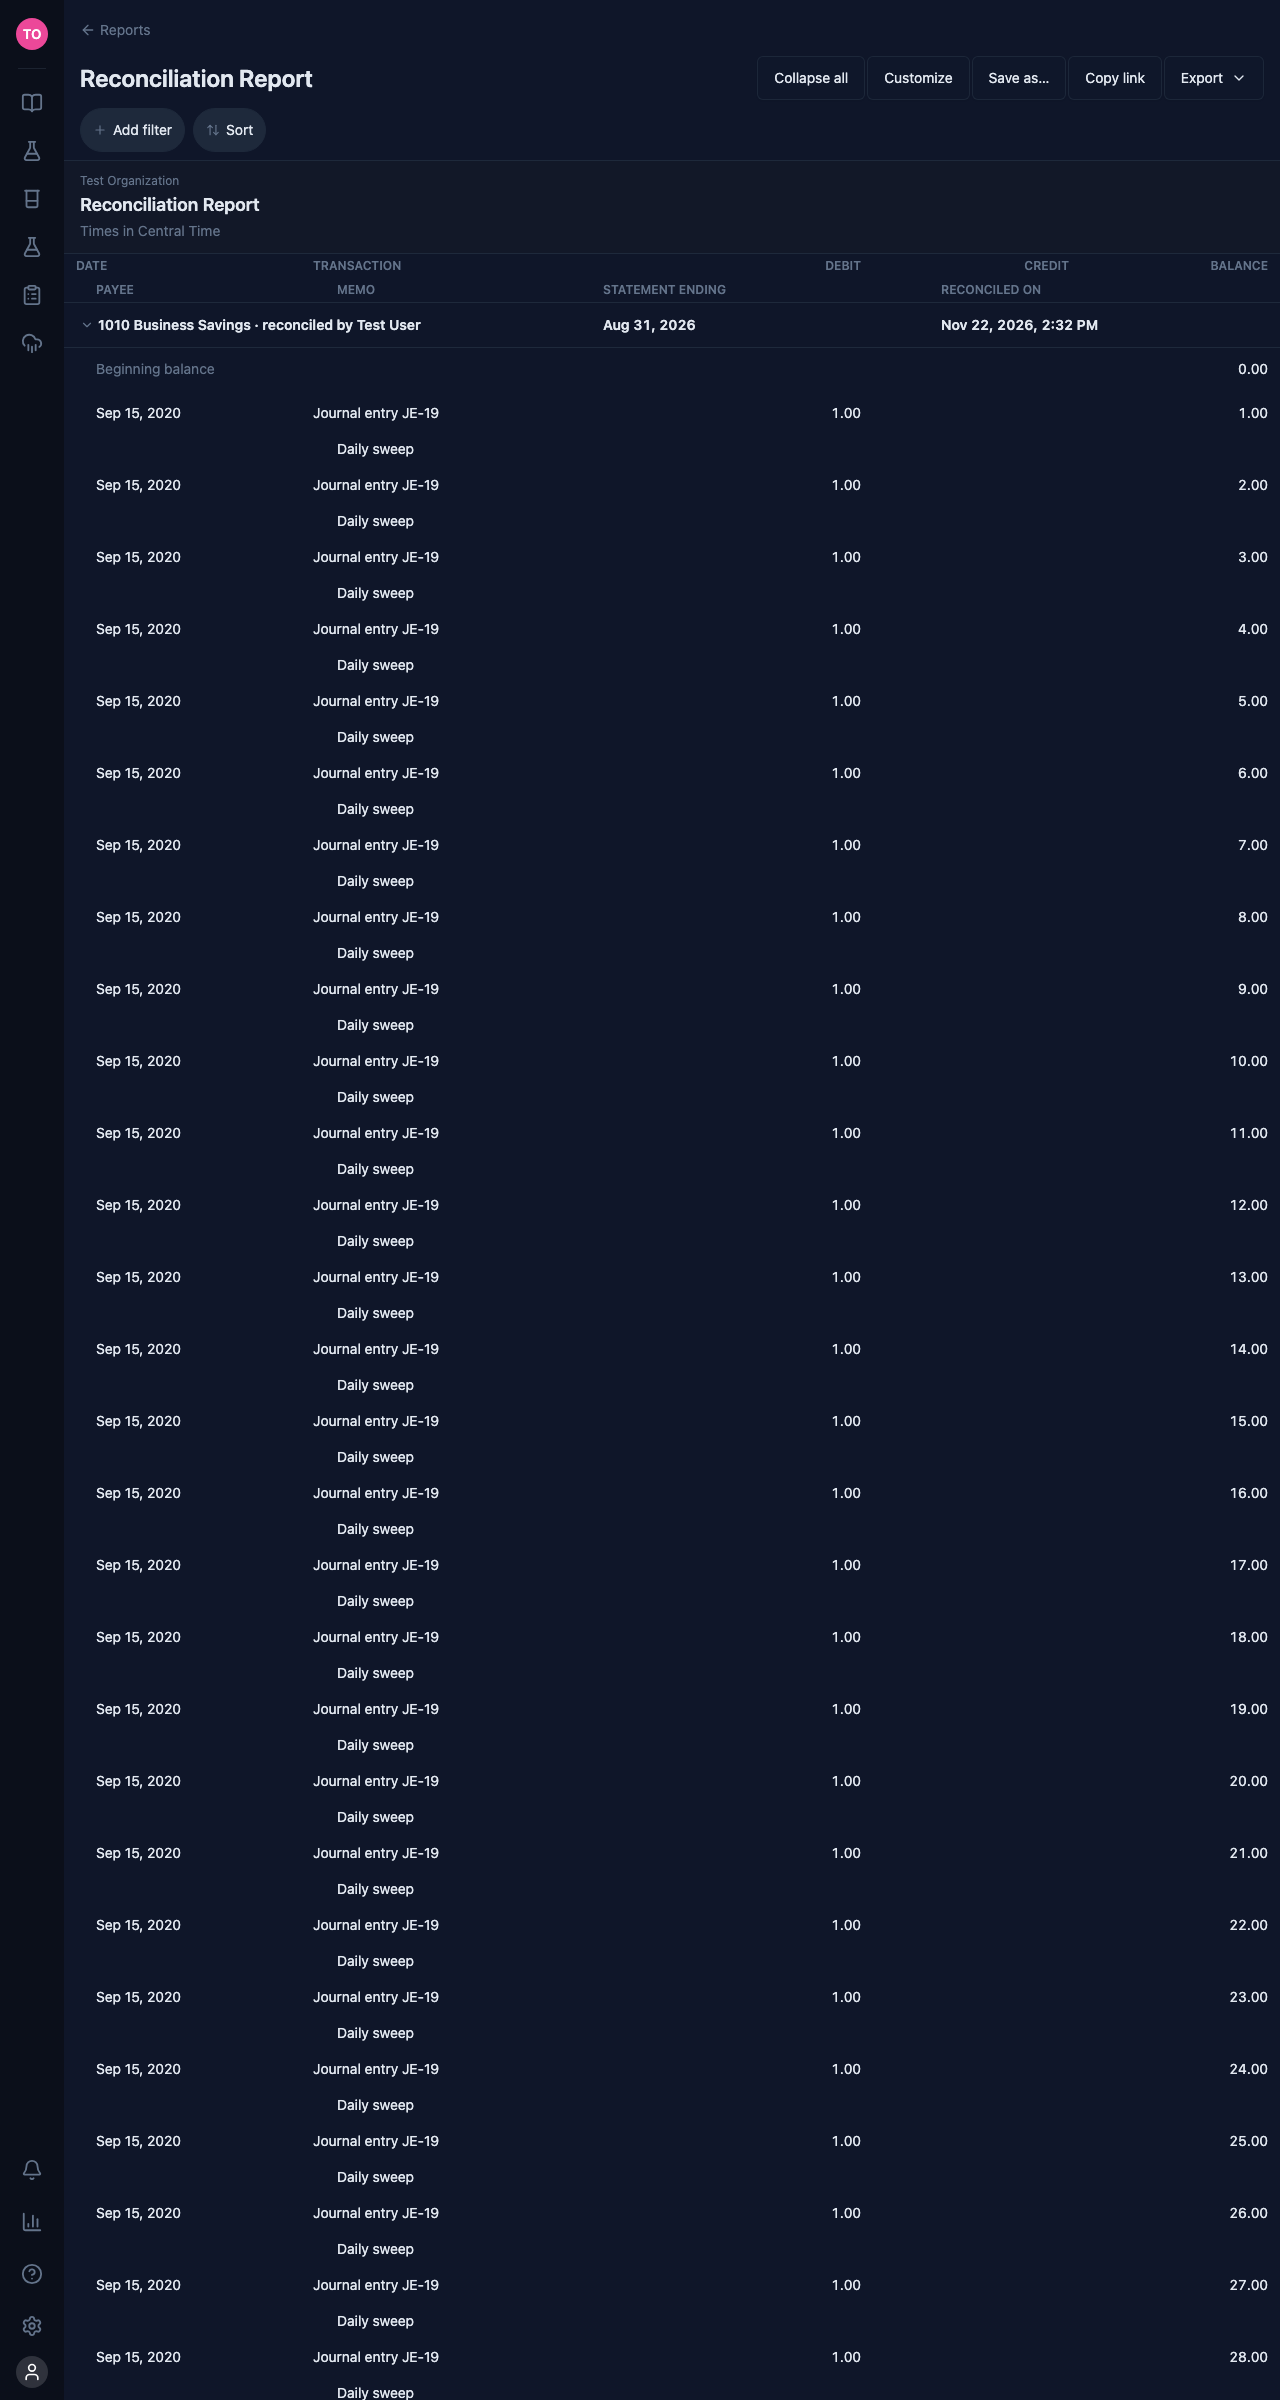 TO
Reports
Reconciliation Report
Collapse all
Customize
Save as...
Copy link
Export
Add filter
Sort
Test Organization
Reconciliation Report
Times in Central Time
DATE TRANSACTION DEBIT CREDIT BALANCE
PAYEE MEMO STATEMENT ENDING RECONCILED ON
1010 Business Savings · reconciled by Test User Aug 31, 2026 Nov 22, 2026, 2:32 PM
Beginning balance 0.00
Sep 15, 2020 Journal entry JE-19 1.00 1.00
Daily sweep
Sep 15, 2020 Journal entry JE-19 1.00 2.00
Daily sweep
Sep 15, 2020 Journal entry JE-19 1.00 3.00
Daily sweep
Sep 15, 2020 Journal entry JE-19 1.00 4.00
Daily sweep
Sep 15, 2020 Journal entry JE-19 1.00 5.00
Daily sweep
Sep 15, 2020 Journal entry JE-19 1.00 6.00
Daily sweep
Sep 15, 2020 Journal entry JE-19 1.00 7.00
Daily sweep
Sep 15, 2020 Journal entry JE-19 1.00 8.00
Daily sweep
Sep 15, 2020 Journal entry JE-19 1.00 9.00
Daily sweep
Sep 15, 2020 Journal entry JE-19 1.00 10.00
Daily sweep
Sep 15, 2020 Journal entry JE-19 1.00 11.00
Daily sweep
Sep 15, 2020 Journal entry JE-19 1.00 12.00
Daily sweep
Sep 15, 2020 Journal entry JE-19 1.00 13.00
Daily sweep
Sep 15, 2020 Journal entry JE-19 1.00 14.00
Daily sweep
Sep 15, 2020 Journal entry JE-19 1.00 15.00
Daily sweep
Sep 15, 2020 Journal entry JE-19 1.00 16.00
Daily sweep
Sep 15, 2020 Journal entry JE-19 1.00 17.00
Daily sweep
Sep 15, 2020 Journal entry JE-19 1.00 18.00
Daily sweep
Sep 15, 2020 Journal entry JE-19 1.00 19.00
Daily sweep
Sep 15, 2020 Journal entry JE-19 1.00 20.00
Daily sweep
Sep 15, 2020 Journal entry JE-19 1.00 21.00
Daily sweep
Sep 15, 2020 Journal entry JE-19 1.00 22.00
Daily sweep
Sep 15, 2020 Journal entry JE-19 1.00 23.00
Daily sweep
Sep 15, 2020 Journal entry JE-19 1.00 24.00
Daily sweep
Sep 15, 2020 Journal entry JE-19 1.00 25.00
Daily sweep
Sep 15, 2020 Journal entry JE-19 1.00 26.00
Daily sweep
Sep 15, 2020 Journal entry JE-19 1.00 27.00
Daily sweep
Sep 15, 2020 Journal entry JE-19 1.00 28.00
Daily sweep